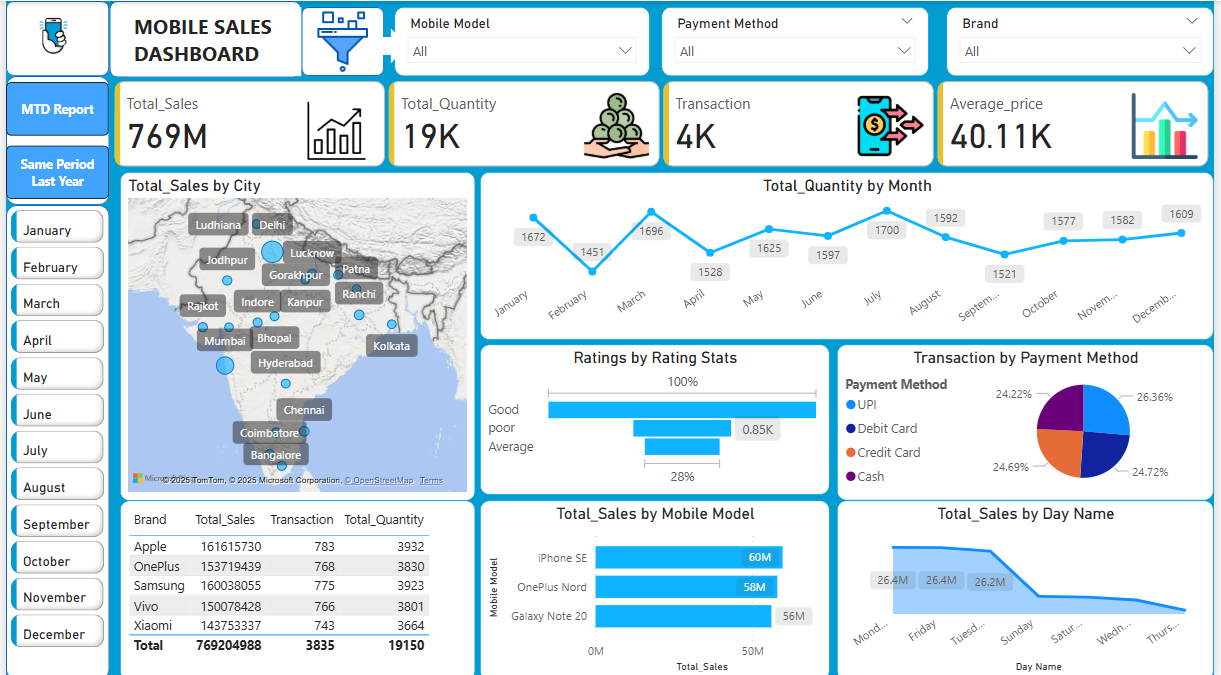 MOBILE SALES
DASHBOARD
Mobile Model
All
Payment Method
All
Brand
All
MTD Report
Same Period
Last Year
Total_Sales
769M
Total_Quantity
19K
Transaction
4K
Average_price
40.11K
January
February
March
April
May
June
July
August
September
October
November
December
Total_Sales by City
Ludhiana
Delhi
Jodhpur
Lucknow
Gorakhpur
Patna
Rajkot
Indore
Kanpur
Ranchi
Mumbai
Bhopal
Kolkata
Hyderabad
Chennai
Coimbatore
Bangalore
© 2025 TomTom, © 2025 Microsoft Corporation, © OpenStreetMap Terms
Total_Quantity by Month
1672
1451
1696
1528
1625
1597
1700
1592
1521
1577
1582
1609
January
February
March
April
May
June
July
August
Septem...
October
Novem...
Decemb...
Ratings by Rating Stats
100%
Good
poor
0.85K
Average
28%
Transaction by Payment Method
Payment Method
UPI
Debit Card
Credit Card
Cash
24.22%
26.36%
24.69%
24.72%
Brand Total_Sales Transaction Total_Quantity
Apple 161615730 783 3932
OnePlus 153719439 768 3830
Samsung 160038055 775 3923
Vivo 150078428 766 3801
Xiaomi 143753337 743 3664
Total 769204988 3835 19150
Total_Sales by Mobile Model
Mobile Model
iPhone SE 60M
OnePlus Nord 58M
Galaxy Note 20 56M
0M 50M
Total_Sales
Total_Sales by Day Name
26.4M 26.4M 26.2M
Mond...
Friday
Tuesd...
Sunday
Satur...
Wedn...
Thurs...
Day Name